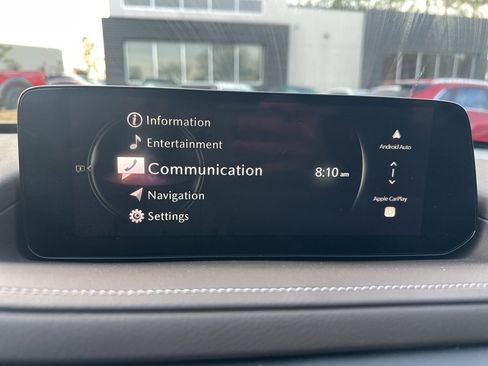 Information
Entertainment
Communication
Navigation
Settings
8:10 am
Android Auto
Apple CarPlay